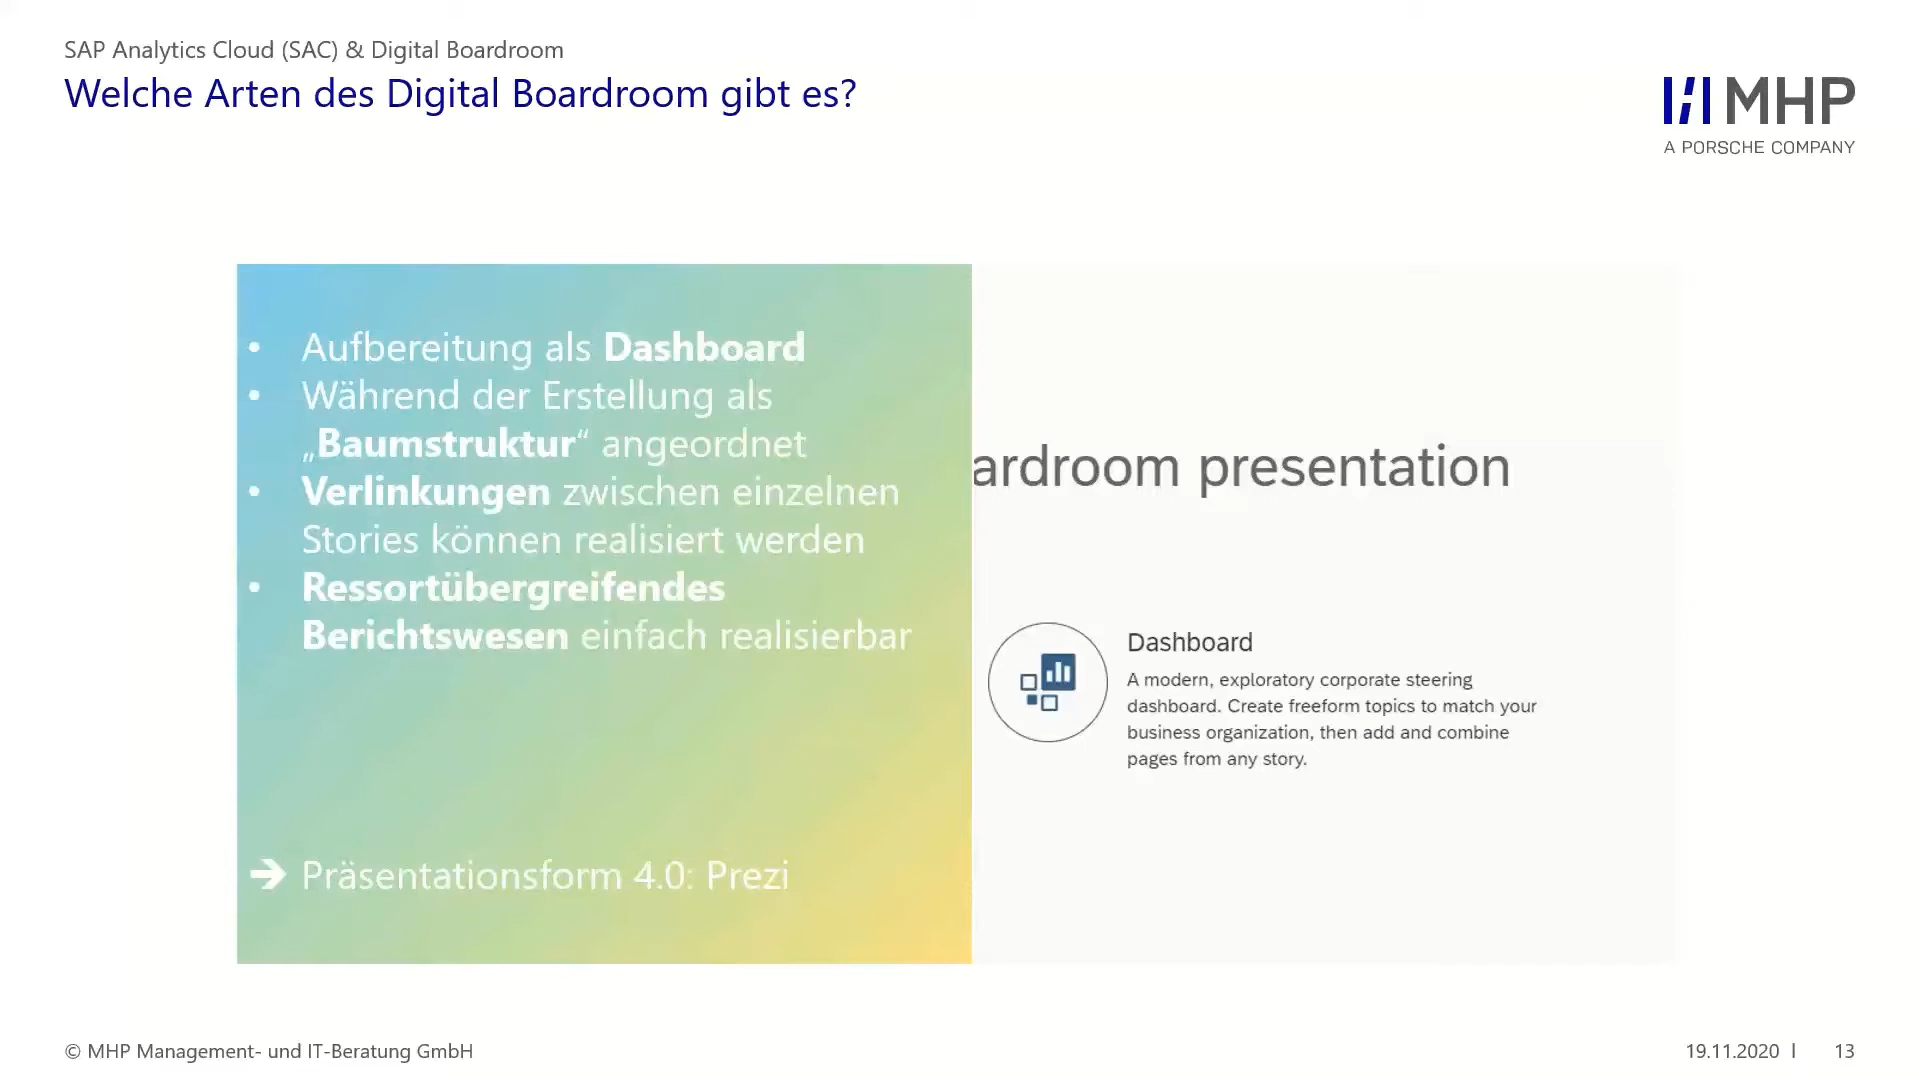 SAP Analytics Cloud (SAC) & Digital Boardroom
Welche Arten des Digital Boardroom gibt es?
MHP
A PORSCHE COMPANY
• Aufbereitung als Dashboard
• Während der Erstellung als
„Baumstruktur“ angeordnet
• Verlinkungen zwischen einzelnen
Stories können realisiert werden
• Ressortübergreifendes
Berichtswesen einfach realisierbar
➔ Präsentationsform 4.0: Prezi
ardroom presentation
Dashboard
A modern, exploratory corporate steering
dashboard. Create freeform topics to match your
business organization, then add and combine
pages from any story.
© MHP Management- und IT-Beratung GmbH
19.11.2020 | 13